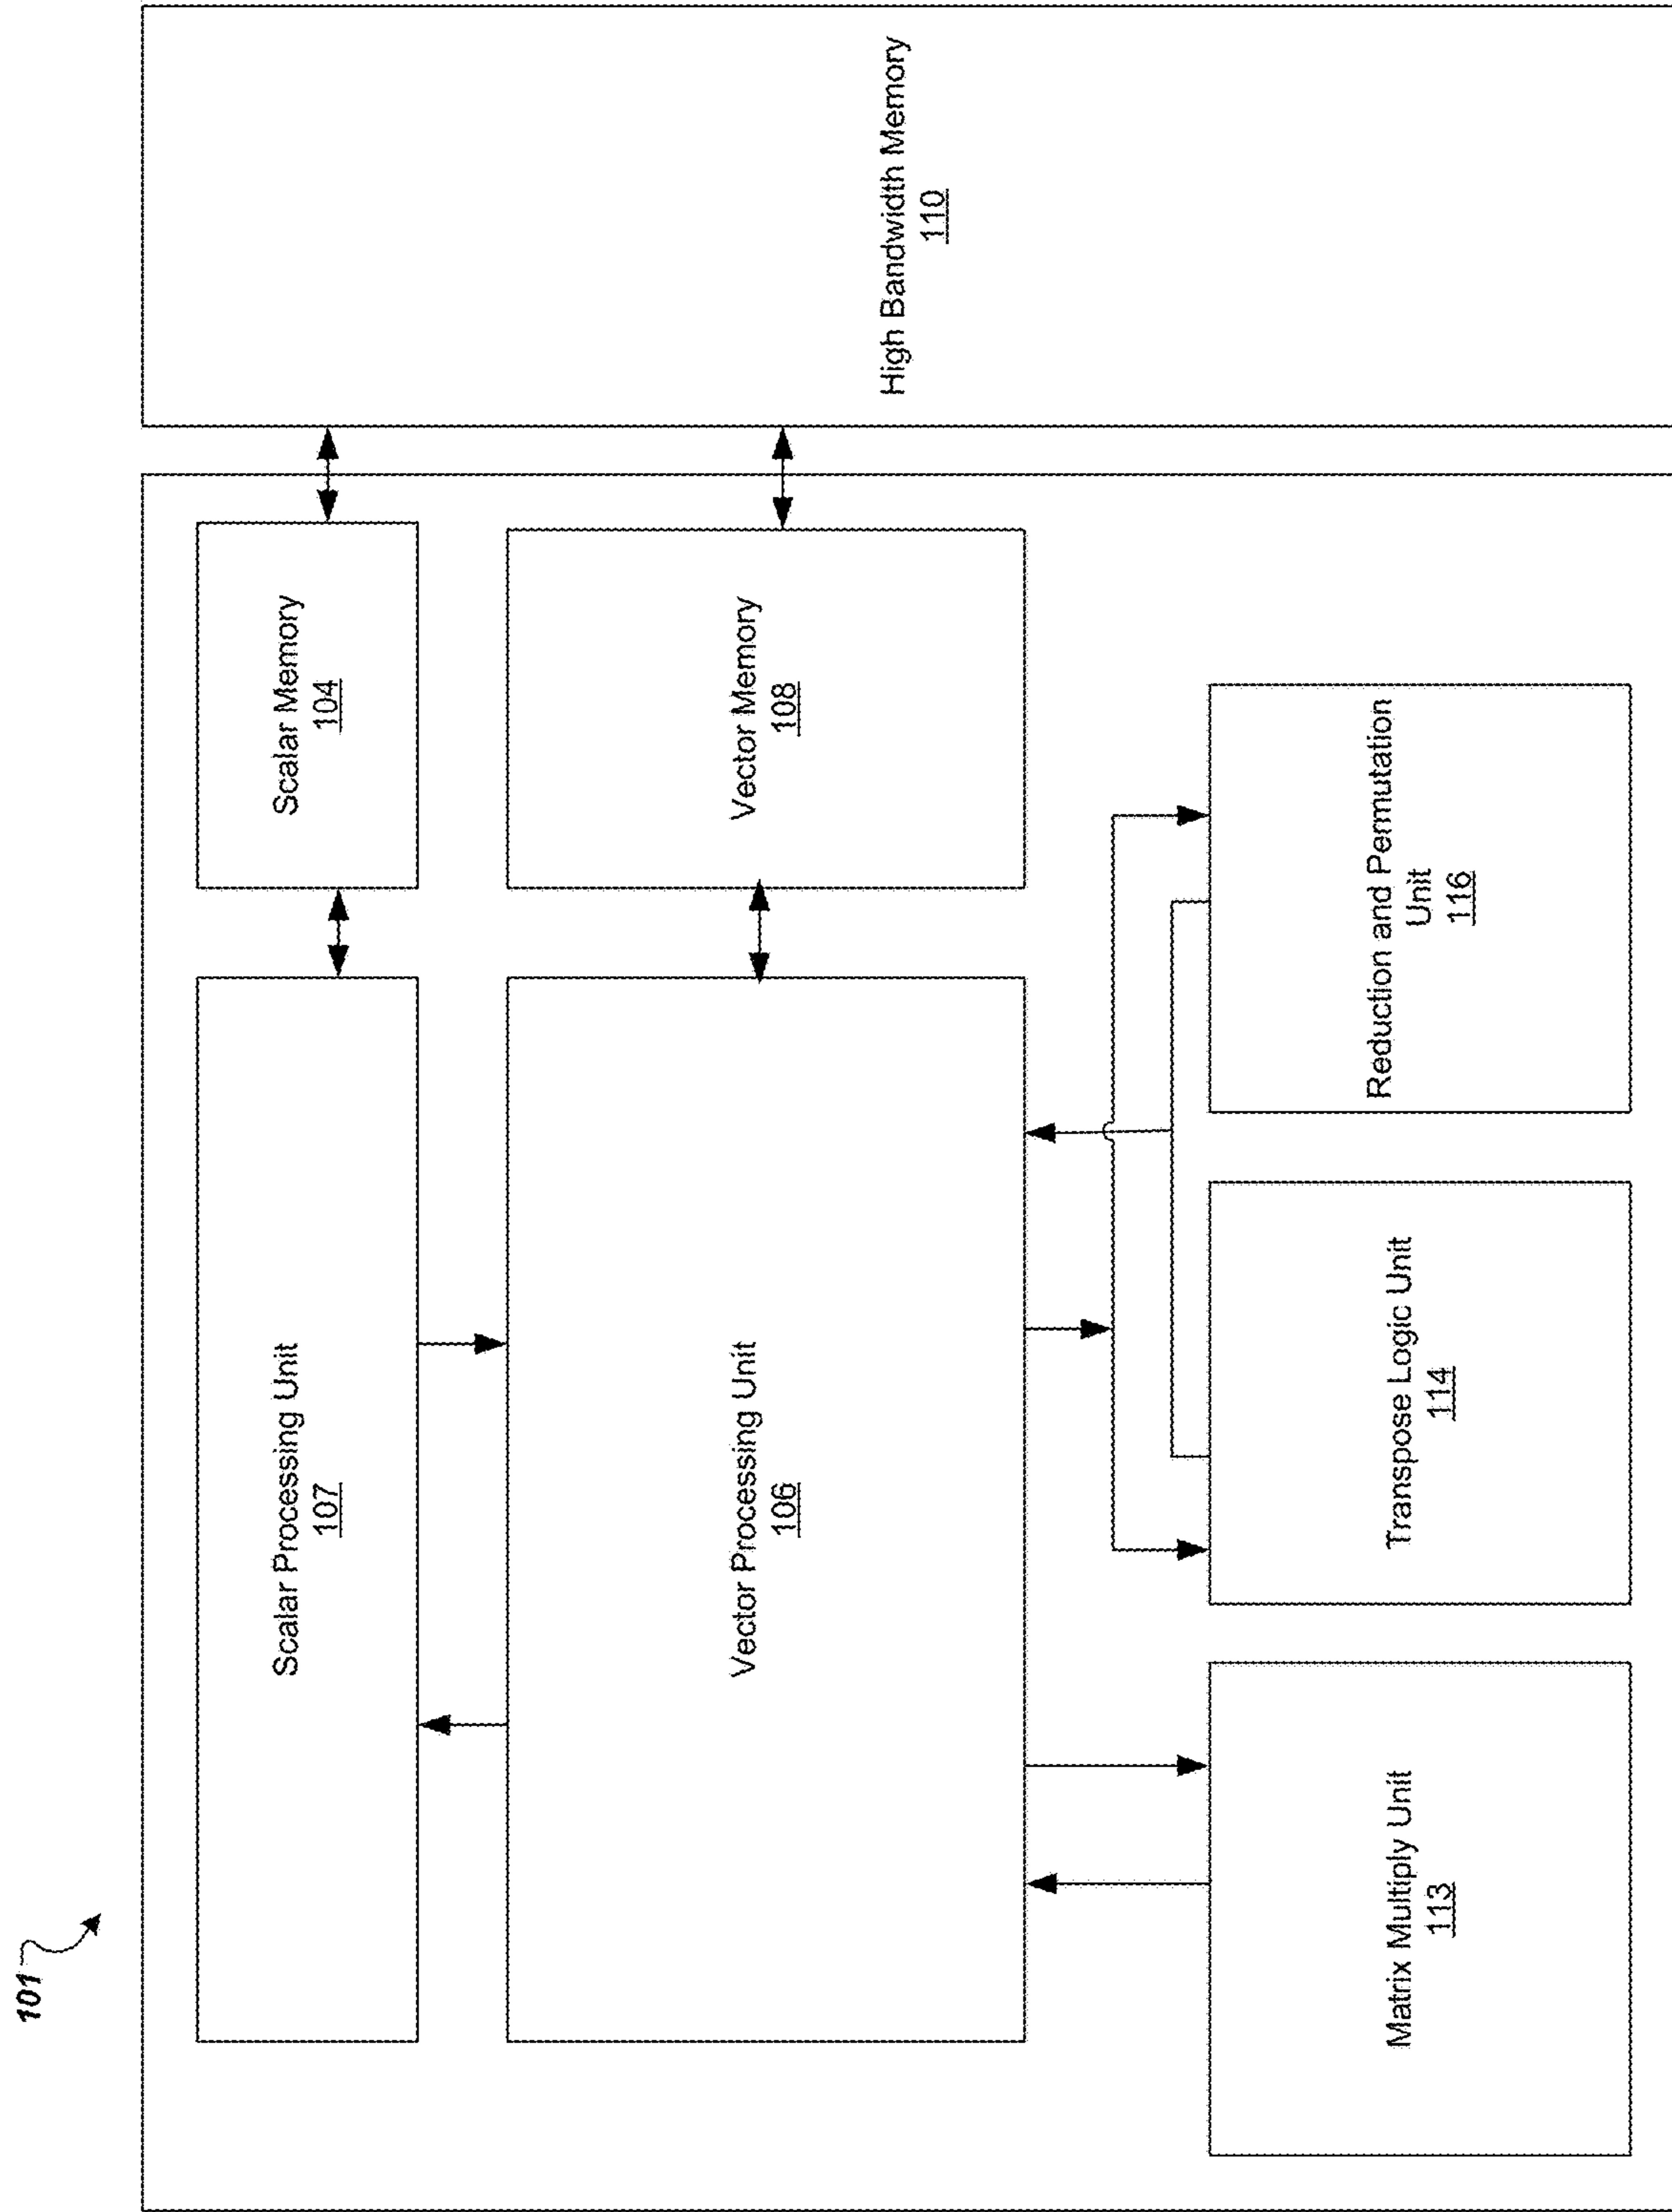 101
High Bandwidth Memory
110
Scalar Memory
104
Vector Memory
108
Scalar Processing Unit
107
Vector Processing Unit
106
Reduction and Permutation
Unit
116
Transpose Logic Unit
114
Matrix Multiply Unit
113